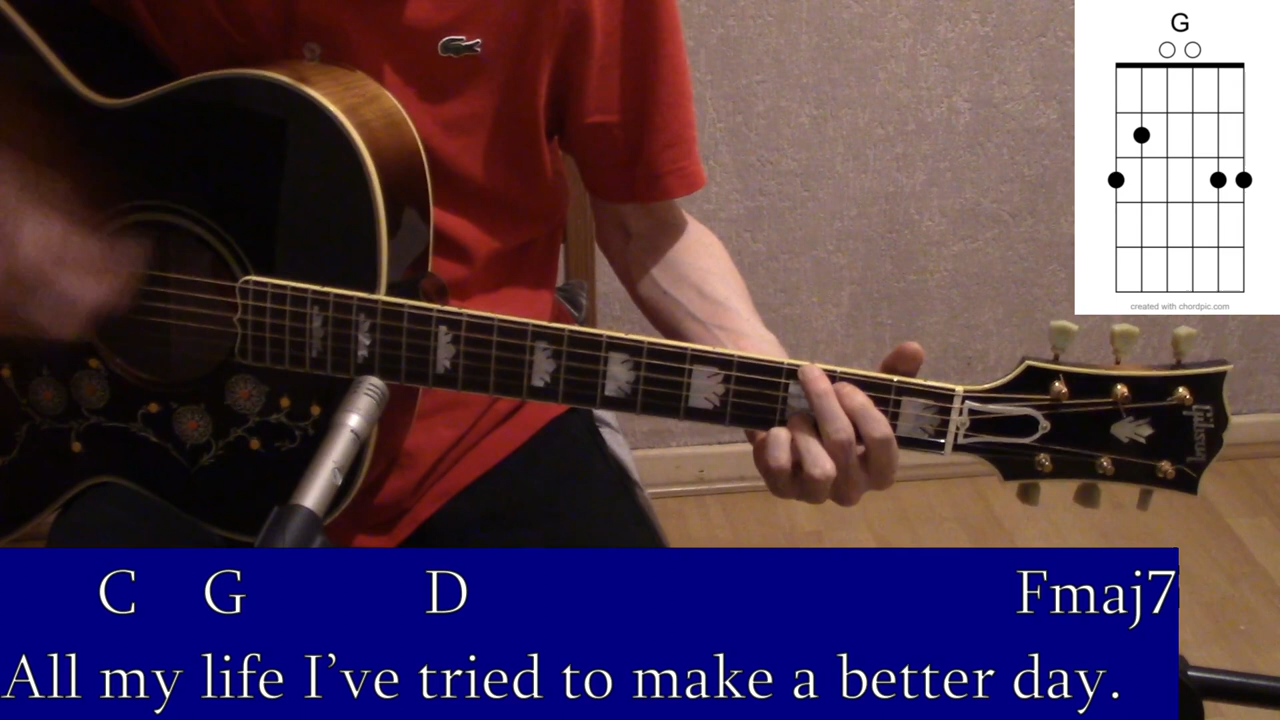 G
created with chordpic.com
Gibson
C G D Fmaj7
All my life I've tried to make a better day.